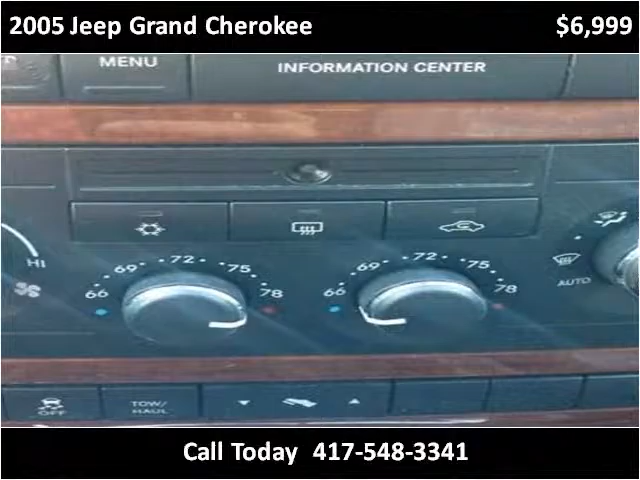 2005 Jeep Grand Cherokee $6,999
MENU INFORMATION CENTER
HI
66 69 72 75 78
66 69 72 75 78
AUTO
OFF
TOW/
HAUL
Call Today 417-548-3341